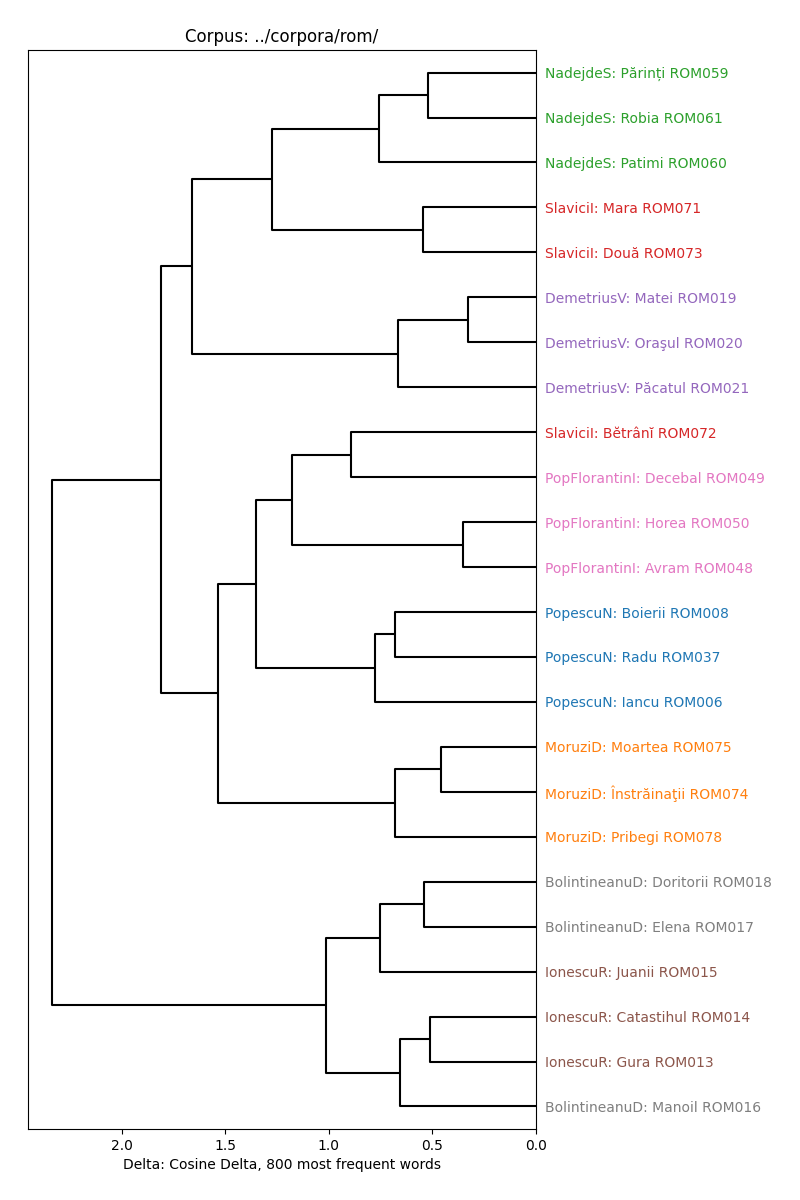 Corpus: ../corpora/rom/
NadejdeS: Părinți ROM059
NadejdeS: Robia ROM061
NadejdeS: Patimi ROM060
SlaviciI: Mara ROM071
SlaviciI: Două ROM073
DemetriusV: Matei ROM019
DemetriusV: Oraşul ROM020
DemetriusV: Păcatul ROM021
SlaviciI: Bĕtrânĭ ROM072
PopFlorantinI: Decebal ROM049
PopFlorantinI: Horea ROM050
PopFlorantinI: Avram ROM048
PopescuN: Boierii ROM008
PopescuN: Radu ROM037
PopescuN: Iancu ROM006
MoruziD: Moartea ROM075
MoruziD: Înstrăinaţii ROM074
MoruziD: Pribegi ROM078
BolintineanuD: Doritorii ROM018
BolintineanuD: Elena ROM017
IonescuR: Juanii ROM015
IonescuR: Catastihul ROM014
IonescuR: Gura ROM013
BolintineanuD: Manoil ROM016
2.0 1.5 1.0 0.5 0.0
Delta: Cosine Delta, 800 most frequent words